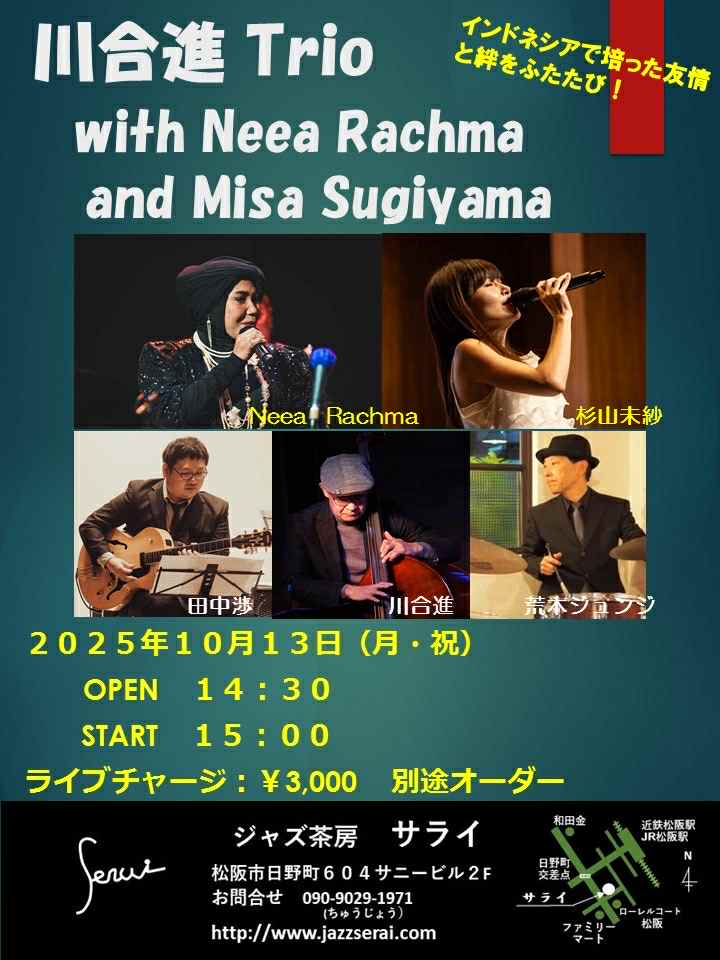 川合進 Trio
インドネシアで培った友情
と絆をふたたび！
with Neea Rachma
and Misa Sugiyama
Neea Rachma
杉山未紗
田中渉
川合進
荒木ジュンジ
２０２５年１０月１３日（月・祝）
OPEN １４：３０
START １５：００
ライブチャージ：￥3,000 別途オーダー
Serai
ジャズ茶房 サライ
松阪市日野町６０４サニービル２F
お問合せ 090-9029-1971
(ちゅうじょう)
http://www.jazzserai.com
和田金
近鉄松阪駅
JR松阪駅
日野町
交差点
N
サライ
ローレルコート
松阪
ファミリー
マート